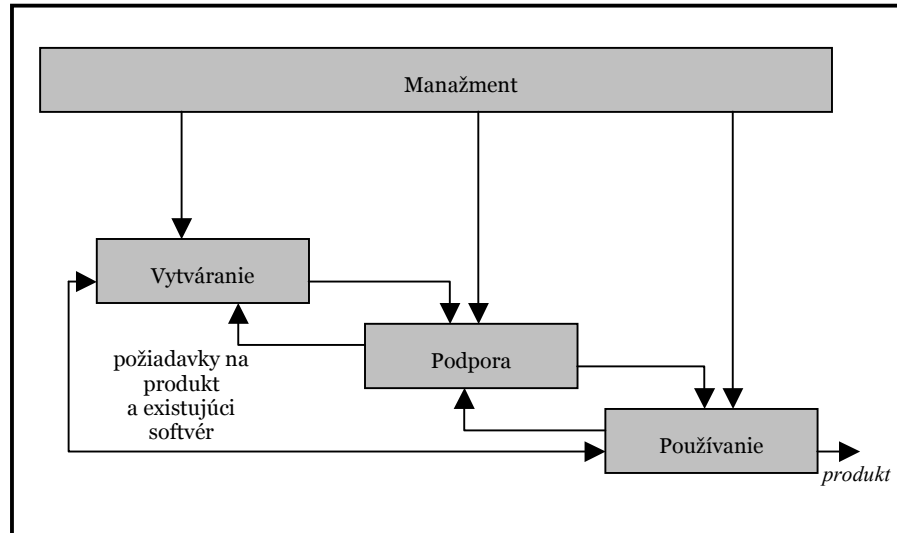 Manažment
Vytváranie
Podpora
požiadavky na
produkt
a existujúci
softvér
Používanie
produkt